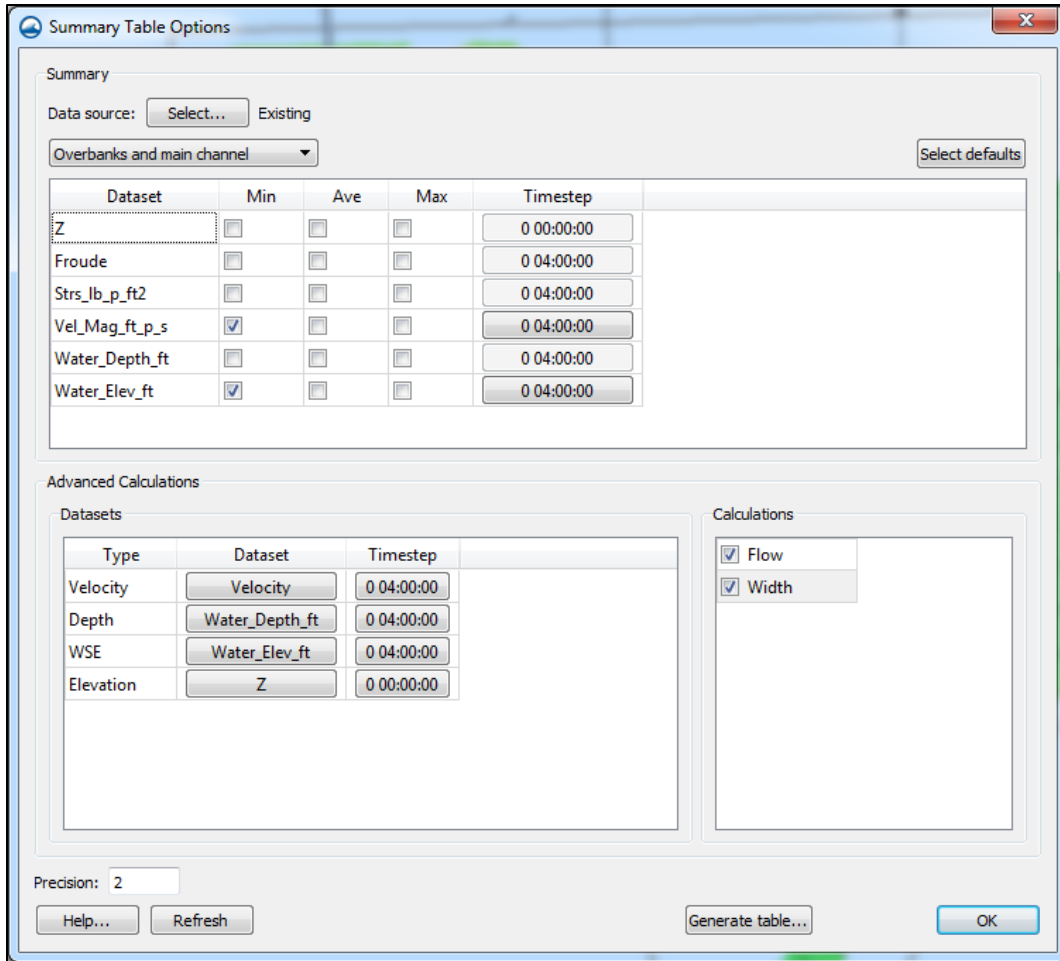 Summary Table Options
Summary
Data source: Select... Existing
Overbanks and main channel Select defaults
Dataset Min Ave Max Timestep
Z 0 00:00:00
Froude 0 04:00:00
Strs_lb_p_ft2 0 04:00:00
Vel_Mag_ft_p_s 0 04:00:00
Water_Depth_ft 0 04:00:00
Water_Elev_ft 0 04:00:00
Advanced Calculations
Datasets
Type Dataset Timestep
Velocity Velocity 0 04:00:00
Depth Water_Depth_ft 0 04:00:00
WSE Water_Elev_ft 0 04:00:00
Elevation Z 0 00:00:00
Calculations
Flow
Width
Precision: 2
Help... Refresh Generate table... OK